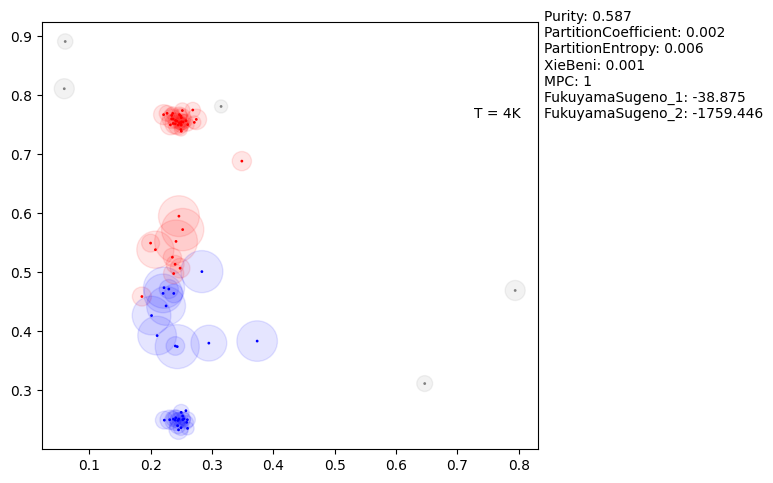 Purity: 0.587
PartitionCoefficient: 0.002
PartitionEntropy: 0.006
XieBeni: 0.001
MPC: 1
FukuyamaSugeno_1: -38.875
FukuyamaSugeno_2: -1759.446
T = 4K
0.9
0.8
0.7
0.6
0.5
0.4
0.3
0.1 0.2 0.3 0.4 0.5 0.6 0.7 0.8